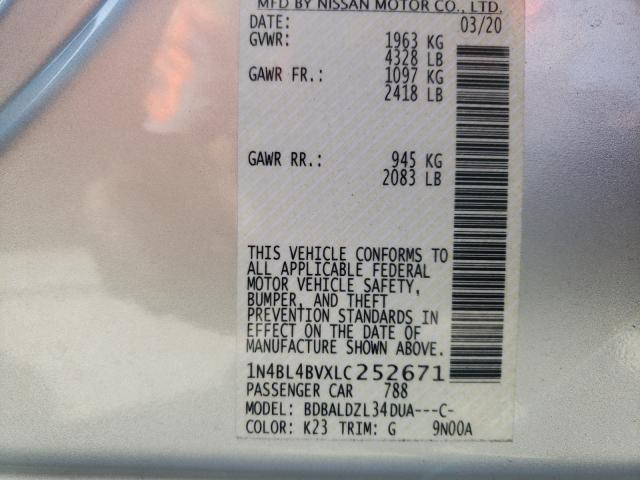 MFD BY NISSAN MOTOR CO., LTD.
DATE: 03/20
GVWR: 1963 KG
4328 LB
GAWR FR.: 1097 KG
2418 LB
GAWR RR.: 945 KG
2083 LB
THIS VEHICLE CONFORMS TO
ALL APPLICABLE FEDERAL
MOTOR VEHICLE SAFETY,
BUMPER, AND THEFT
PREVENTION STANDARDS IN
EFFECT ON THE DATE OF
MANUFACTURE SHOWN ABOVE.
1N4BL4BVXLC252671
PASSENGER CAR 788
MODEL: BDBALDZL34DUA---C-
COLOR: K23 TRIM: G 9N00A